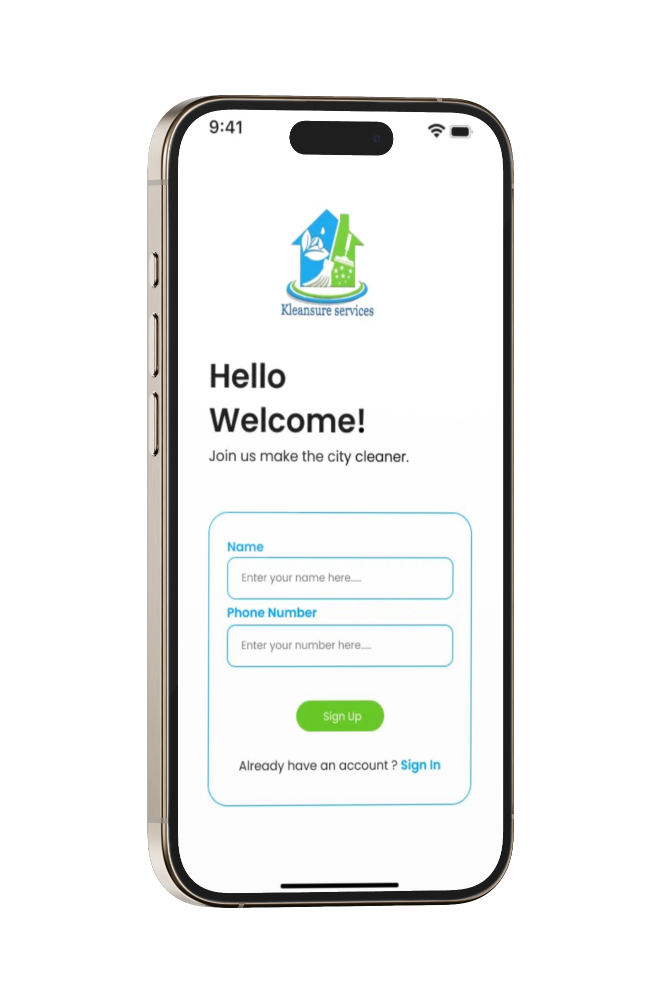 9:41
Kleansure services
Hello
Welcome!
Join us make the city cleaner.
Name
Enter your name here.....
Phone Number
Enter your number here.....
Sign Up
Already have an account ? Sign In